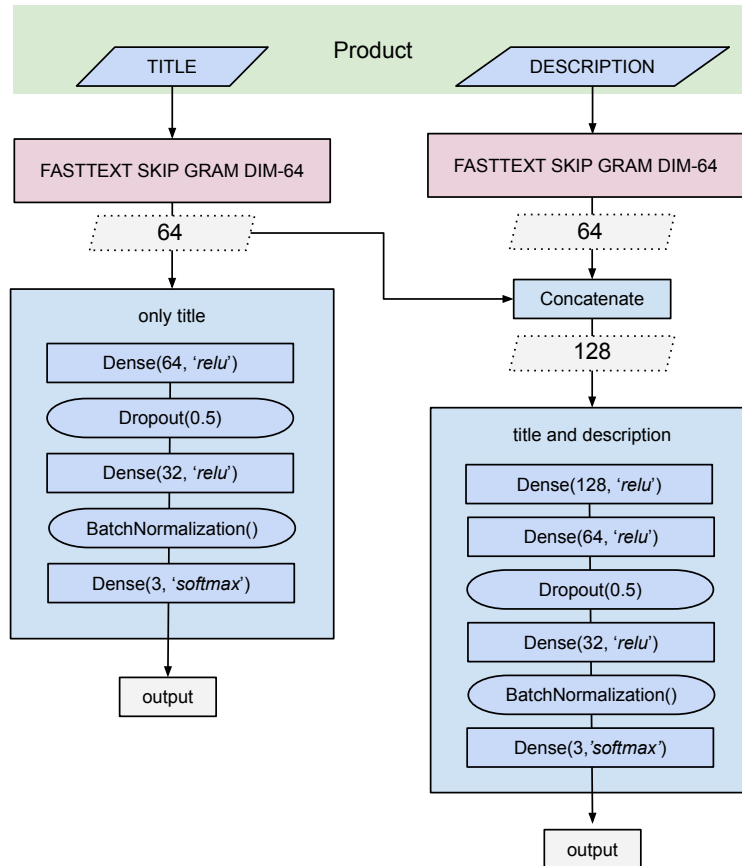 Product
TITLE
DESCRIPTION
FASTTEXT SKIP GRAM DIM-64
FASTTEXT SKIP GRAM DIM-64
64
64
Concatenate
128
only title
Dense(64, ‘relu’)
Dropout(0.5)
Dense(32, ‘relu’)
BatchNormalization()
Dense(3, ‘softmax’)
output
title and description
Dense(128, ‘relu’)
Dense(64, ‘relu’)
Dropout(0.5)
Dense(32, ‘relu’)
BatchNormalization()
Dense(3,’softmax’)
output